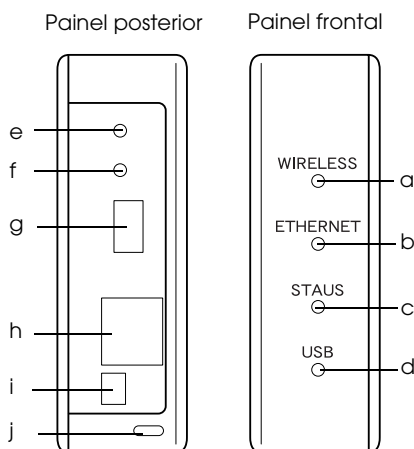 Painel posterior
Painel frontal
e
f
g
h
i
j
WIRELESS
a
ETHERNET
b
STAUS
c
USB
d